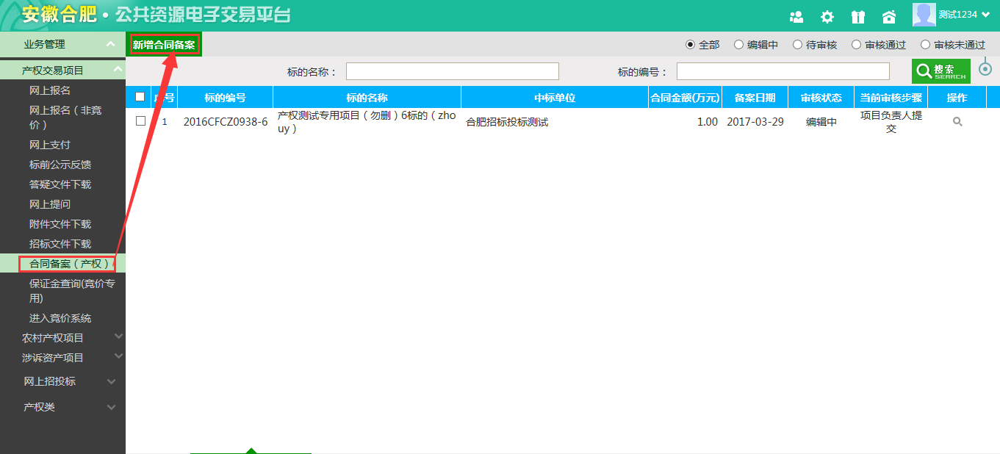 安徽合肥·公共资源电子交易平台
测试1234
业务管理
新增合同备案
全部
编辑中
待审核
审核通过
审核未通过
产权交易项目
标的名称：
标的编号：
搜索
SEARCH
序号
标的编号
标的名称
中标单位
合同金额(万元)
备案日期
审核状态
当前审核步骤
操作
1
2016CFCZ0938-6
产权测试专用项目（勿删）6标的（zho
uy）
合肥招标投标测试
1.00
2017-03-29
编辑中
项目负责人提
交
网上报名
网上报名（非竞
价）
网上支付
标前公示反馈
答疑文件下载
网上提问
附件文件下载
招标文件下载
合同备案（产权）
保证金查询(竞价专
用)
进入竞价系统
农村产权项目
涉诉资产项目
网上招投标
产权类